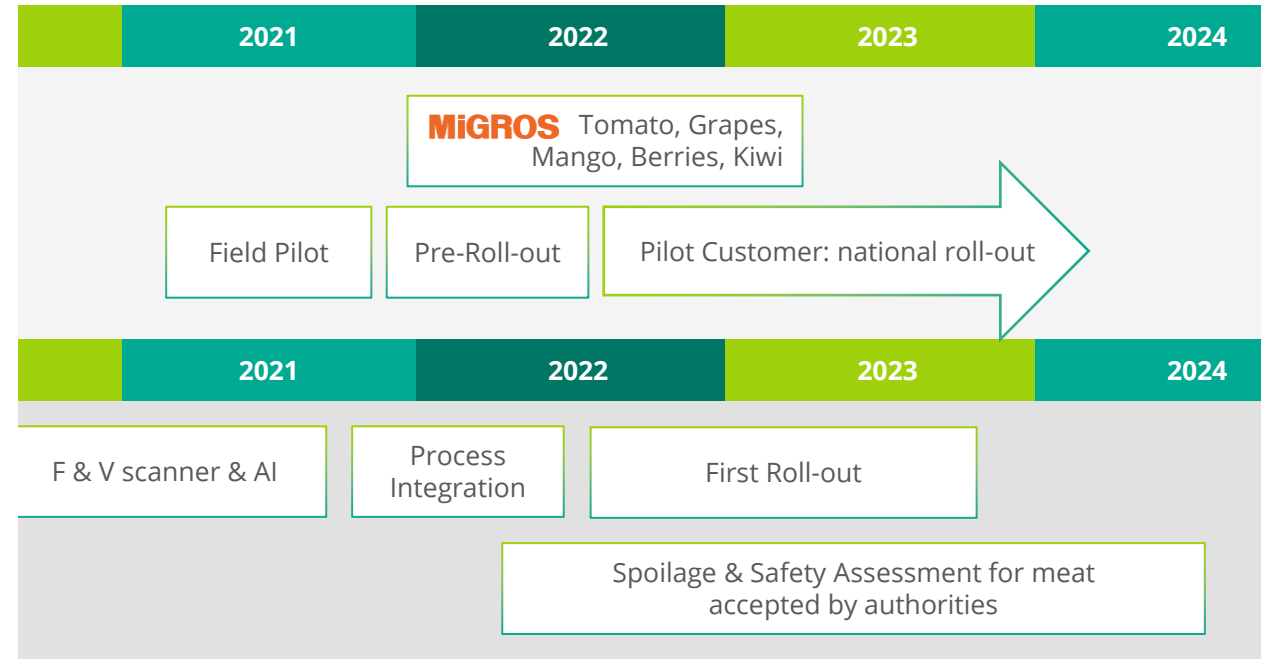 2021 2022 2023 2024
MiGROS Tomato, Grapes,
Mango, Berries, Kiwi
Field Pilot
Pre-Roll-out
Pilot Customer: national roll-out
2021 2022 2023 2024
F & V scanner & AI
Process
Integration
First Roll-out
Spoilage & Safety Assessment for meat
accepted by authorities